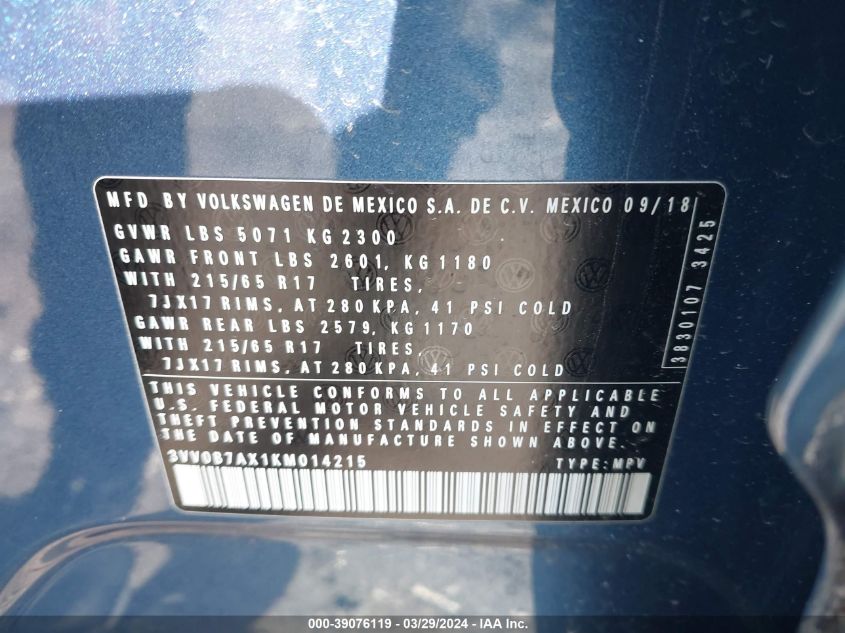 MFD BY VOLKSWAGEN DE MEXICO S.A. DE C.V. MEXICO 09/18
GVWR LBS 5071 KG 2300
GAWR FRONT LBS 2601, KG 1180
WITH 215/65 R17 TIRES,
7JX17 RIMS, AT 280 KPA, 41 PSI COLD
GAWR REAR LBS 2579, KG 1170
WITH 215/65 R17 TIRES,
7JX17 RIMS, AT 280 KPA, 41 PSI COLD
3830107 3425
THIS VEHICLE CONFORMS TO ALL APPLICABLE
U.S. FEDERAL MOTOR VEHICLE SAFETY AND
THEFT PREVENTION STANDARDS IN EFFECT ON
THE DATE OF MANUFACTURE SHOWN ABOVE.
3VV0B7AX1KM014215 TYPE: MPV
000-39076119 - 03/29/2024 - IAA Inc.